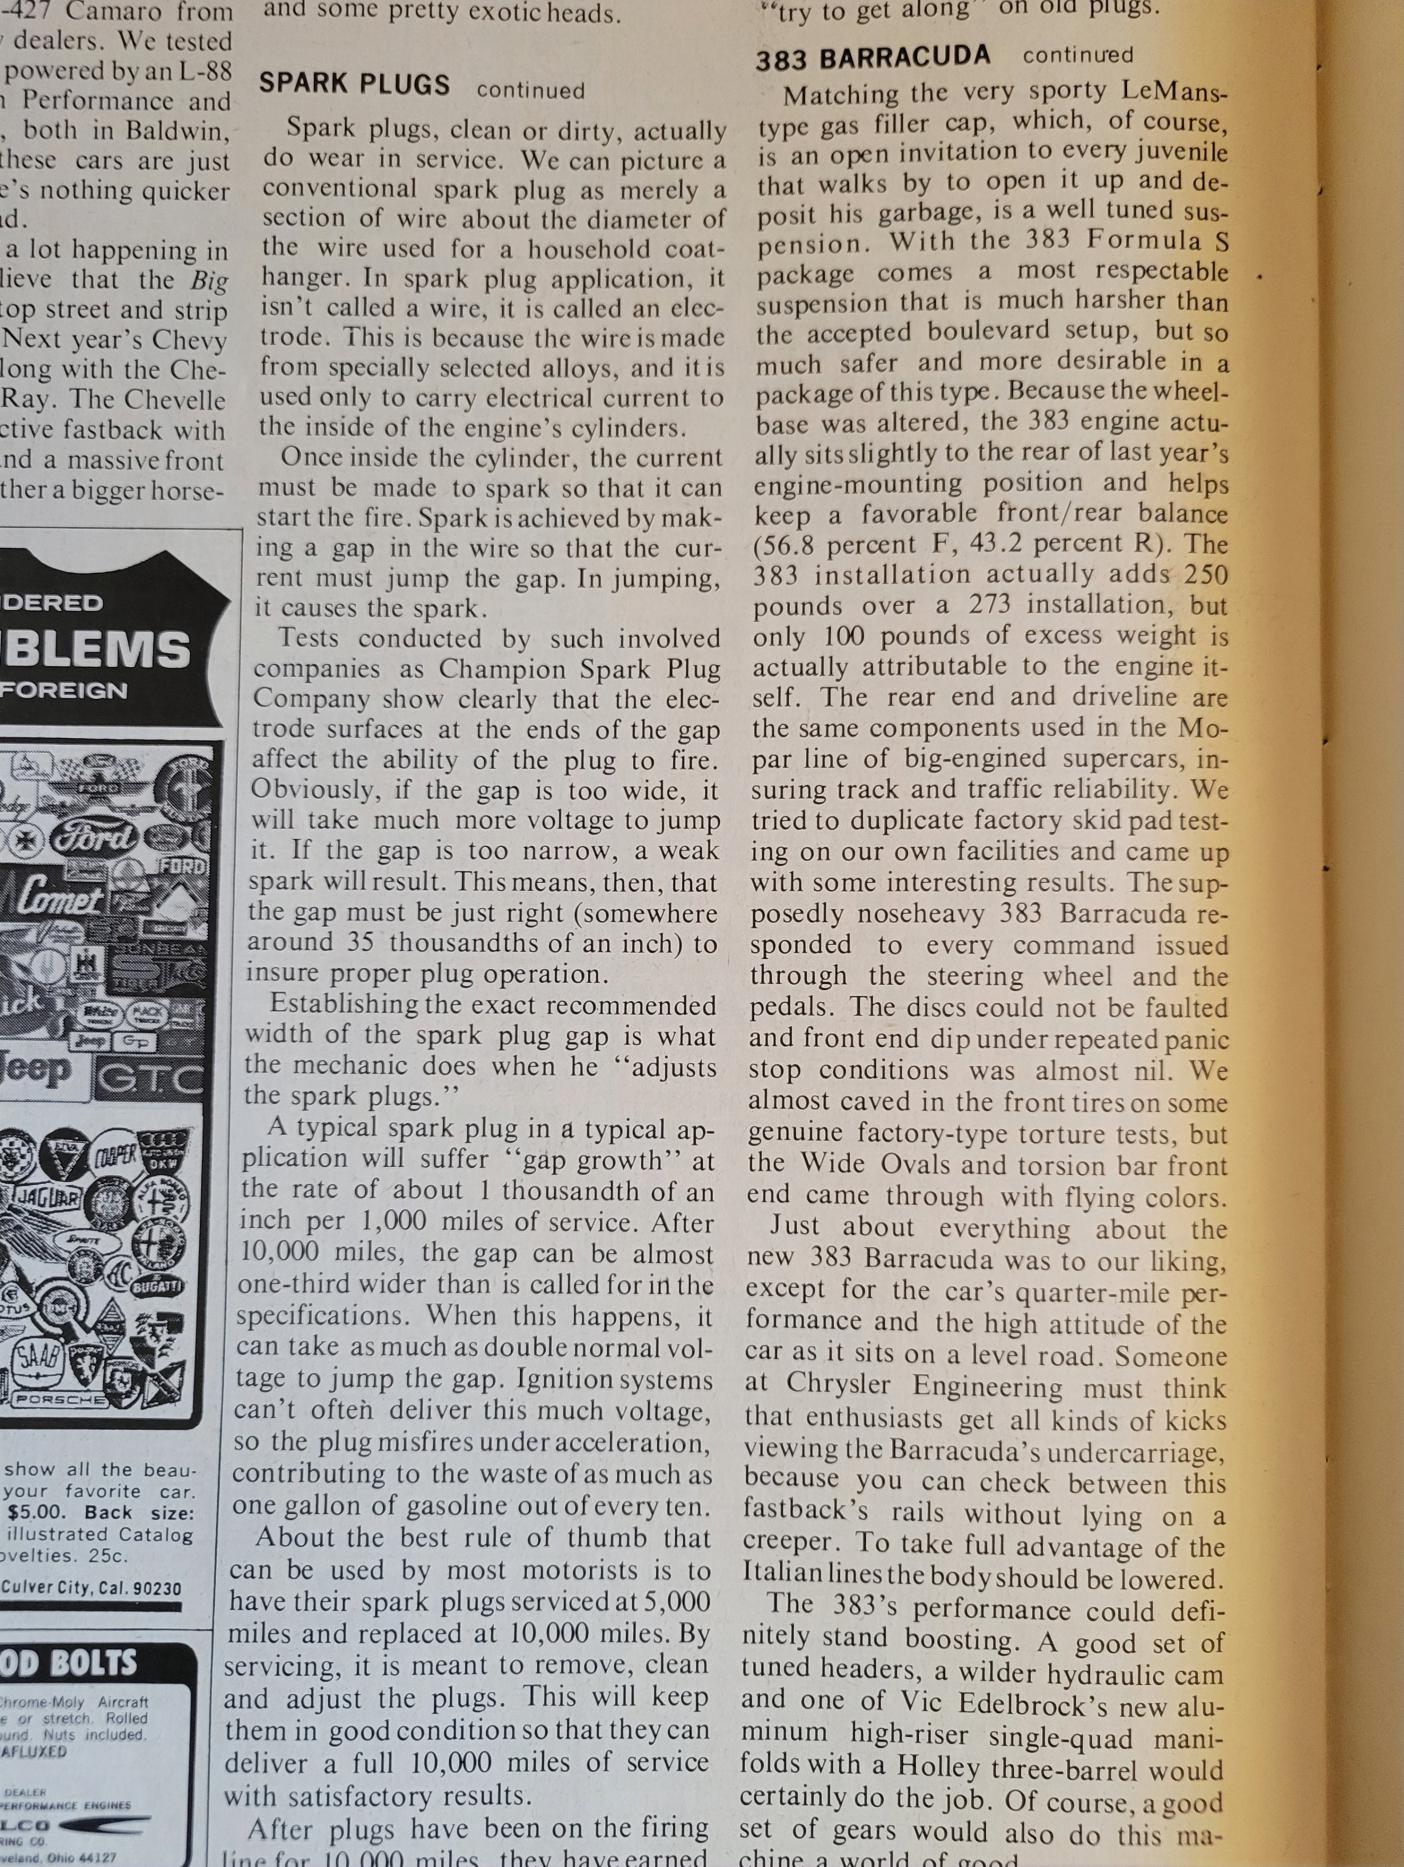 -427 Camaro from
dealers. We tested
powered by an L-88
Performance and
, both in Baldwin,
these cars are just
e's nothing quicker
a lot happening in
lieve that the Big
top street and strip
Next year's Chevy
long with the Che-
Ray. The Chevelle
ctive fastback with
nd a massive front
ther a bigger horse-
DERED
BLEMS
FOREIGN
FORD
Ford
FORD
Comet
Jeep
GP
Jeep
GTO
COOPER
DKW
JAGUAR
AC
BUGATTI
SAAB
PORSCHE
show all the beau-
your favorite car.
$5.00. Back size:
illustrated Catalog
ovelties. 25c.
Culver City, Cal. 90230
OD BOLTS
Chrome-Moly Aircraft
e or stretch. Rolled
ound. Nuts included.
AFLUXED
DEALER
PERFORMANCE ENGINES
LCO
RING CO.
veland, Ohio 44127
and some pretty exotic heads.
SPARK PLUGS continued
Spark plugs, clean or dirty, actually
do wear in service. We can picture a
conventional spark plug as merely a
section of wire about the diameter of
the wire used for a household coat-
hanger. In spark plug application, it
isn't called a wire, it is called an elec-
trode. This is because the wire is made
from specially selected alloys, and it is
used only to carry electrical current to
the inside of the engine's cylinders.
Once inside the cylinder, the current
must be made to spark so that it can
start the fire. Spark is achieved by mak-
ing a gap in the wire so that the cur-
rent must jump the gap. In jumping,
it causes the spark.
Tests conducted by such involved
companies as Champion Spark Plug
Company show clearly that the elec-
trode surfaces at the ends of the gap
affect the ability of the plug to fire.
Obviously, if the gap is too wide, it
will take much more voltage to jump
it. If the gap is too narrow, a weak
spark will result. This means, then, that
the gap must be just right (somewhere
around 35 thousandths of an inch) to
insure proper plug operation.
Establishing the exact recommended
width of the spark plug gap is what
the mechanic does when he "adjusts
the spark plugs."
A typical spark plug in a typical ap-
plication will suffer "gap growth" at
the rate of about 1 thousandth of an
inch per 1,000 miles of service. After
10,000 miles, the gap can be almost
one-third wider than is called for in the
specifications. When this happens, it
can take as much as double normal vol-
tage to jump the gap. Ignition systems
can't often deliver this much voltage,
so the plug misfires under acceleration,
contributing to the waste of as much as
one gallon of gasoline out of every ten.
About the best rule of thumb that
can be used by most motorists is to
have their spark plugs serviced at 5,000
miles and replaced at 10,000 miles. By
servicing, it is meant to remove, clean
and adjust the plugs. This will keep
them in good condition so that they can
deliver a full 10,000 miles of service
with satisfactory results.
After plugs have been on the firing
line for 10,000 miles, they have earned
"try to get along" on old plugs.
383 BARRACUDA continued
Matching the very sporty LeMans-
type gas filler cap, which, of course,
is an open invitation to every juvenile
that walks by to open it up and de-
posit his garbage, is a well tuned sus-
pension. With the 383 Formula S
package comes a most respectable
suspension that is much harsher than
the accepted boulevard setup, but so
much safer and more desirable in a
package of this type. Because the wheel-
base was altered, the 383 engine actu-
ally sits slightly to the rear of last year's
engine-mounting position and helps
keep a favorable front/rear balance
(56.8 percent F, 43.2 percent R). The
383 installation actually adds 250
pounds over a 273 installation, but
only 100 pounds of excess weight is
actually attributable to the engine it-
self. The rear end and driveline are
the same components used in the Mo-
par line of big-engined supercars, in-
suring track and traffic reliability. We
tried to duplicate factory skid pad test-
ing on our own facilities and came up
with some interesting results. The sup-
posedly noseheavy 383 Barracuda re-
sponded to every command issued
through the steering wheel and the
pedals. The discs could not be faulted
and front end dip under repeated panic
stop conditions was almost nil. We
almost caved in the front tires on some
genuine factory-type torture tests, but
the Wide Ovals and torsion bar front
end came through with flying colors.
Just about everything about the
new 383 Barracuda was to our liking,
except for the car's quarter-mile per-
formance and the high attitude of the
car as it sits on a level road. Someone
at Chrysler Engineering must think
that enthusiasts get all kinds of kicks
viewing the Barracuda's undercarriage,
because you can check between this
fastback's rails without lying on a
creeper. To take full advantage of the
Italian lines the body should be lowered.
The 383's performance could defi-
nitely stand boosting. A good set of
tuned headers, a wilder hydraulic cam
and one of Vic Edelbrock's new alu-
minum high-riser single-quad mani-
folds with a Holley three-barrel would
certainly do the job. Of course, a good
set of gears would also do this ma-
chine a world of good.